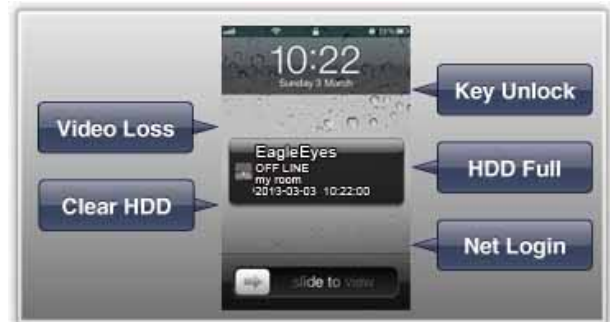 10:22
Sunday 3 March
Key Unlock
Video Loss
EagleEyes
OFF LINE
my room
2013-03-03 10:22:00
HDD Full
Clear HDD
Net Login
slide to view